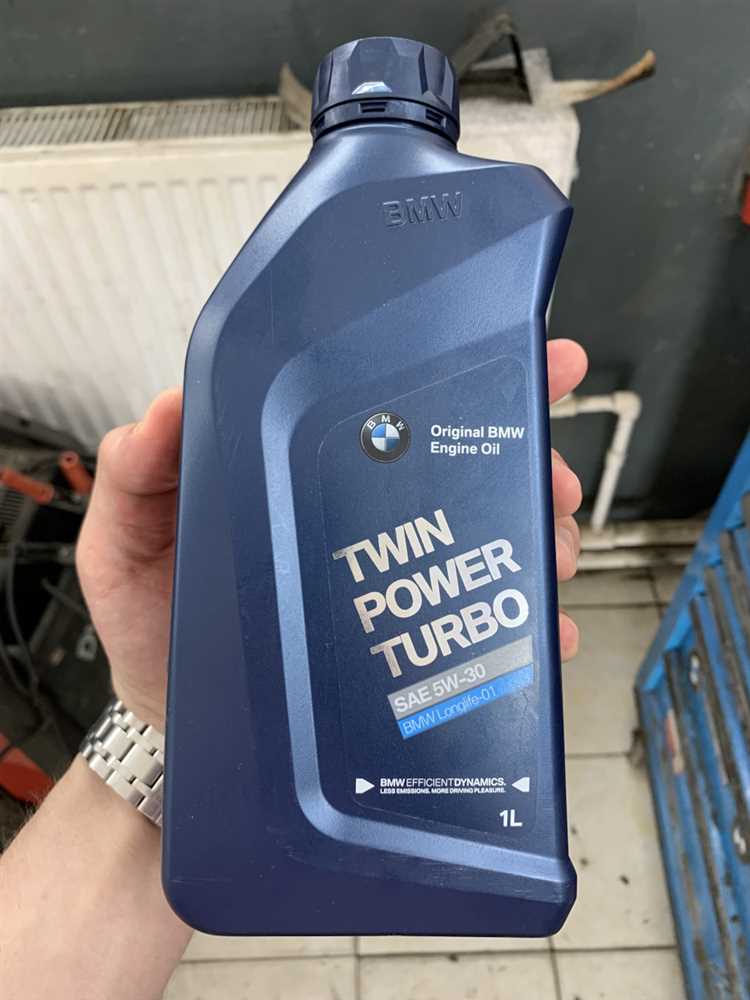 BMW
BMW
Original BMW
Engine Oil
TWIN
POWER
TURBO
SAE 5W-30
BMW Longlife-01
BMW EFFICIENTDYNAMICS.
LESS EMISSIONS. MORE DRIVING PLEASURE.
1L